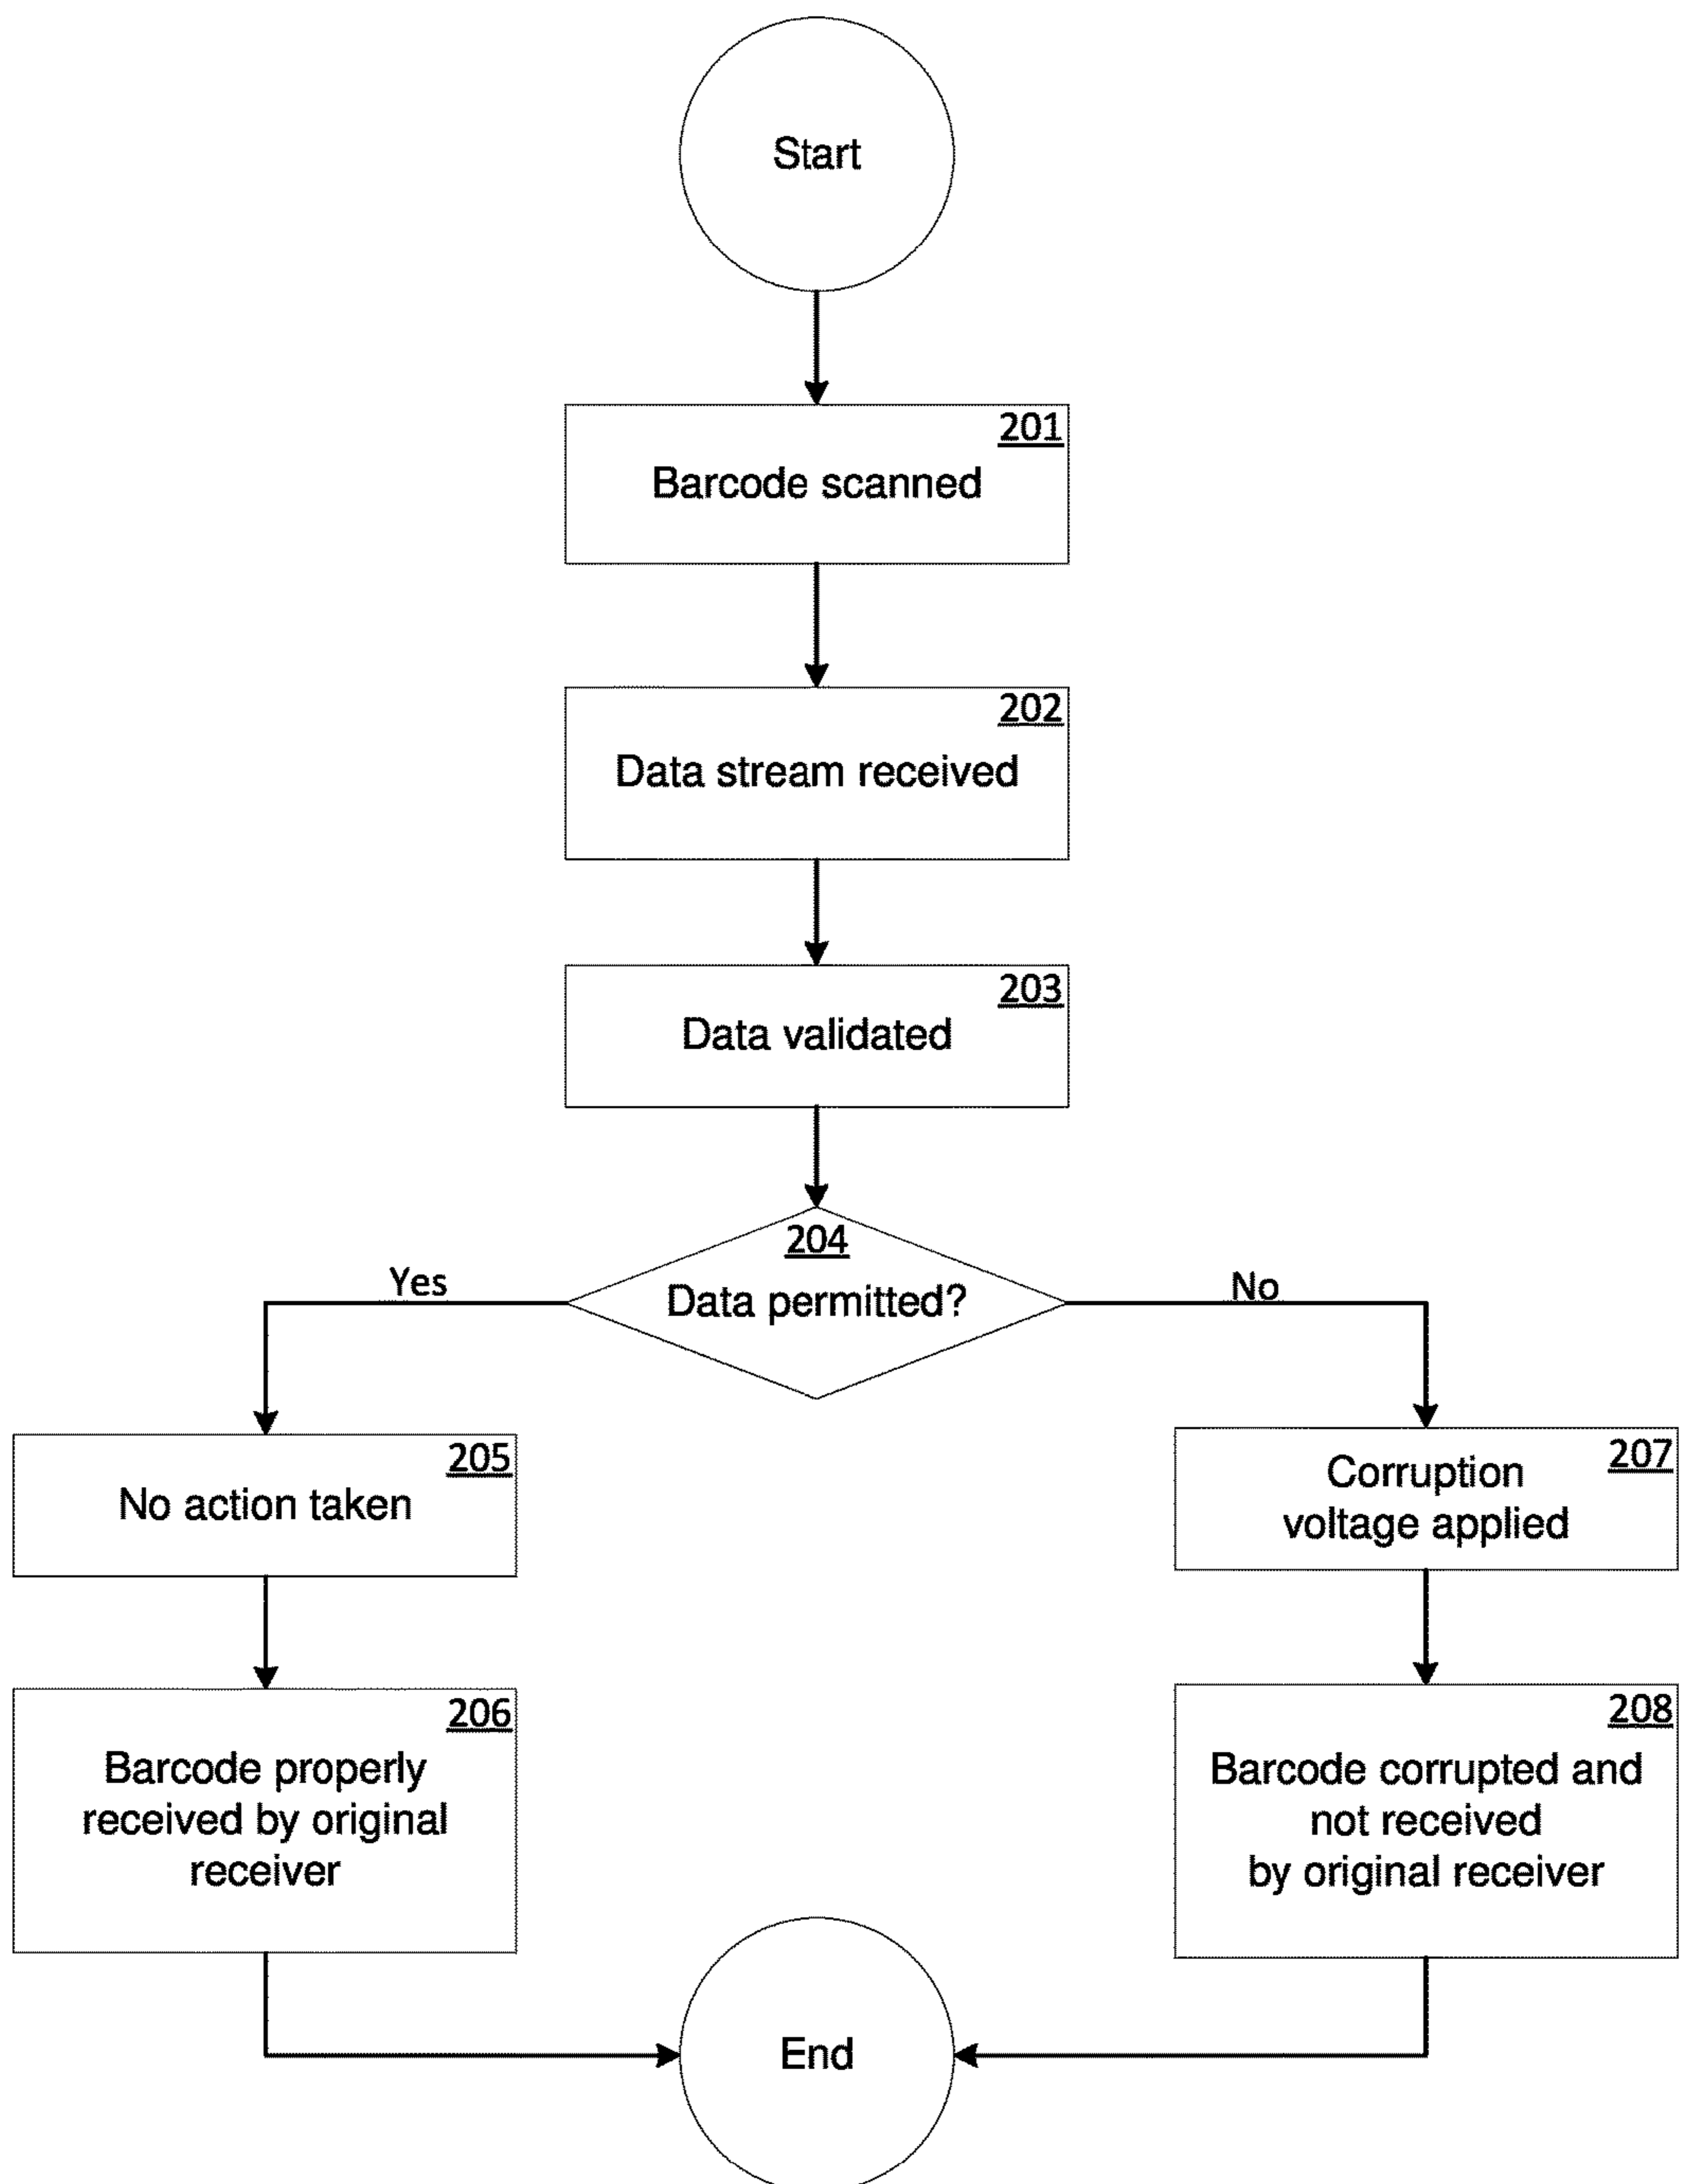 Start
201
Barcode scanned
202
Data stream received
203
Data validated
204
Data permitted?
Yes
No
205
No action taken
207
Corruption
voltage applied
206
Barcode properly
received by original
receiver
208
Barcode corrupted and
not received
by original receiver
End